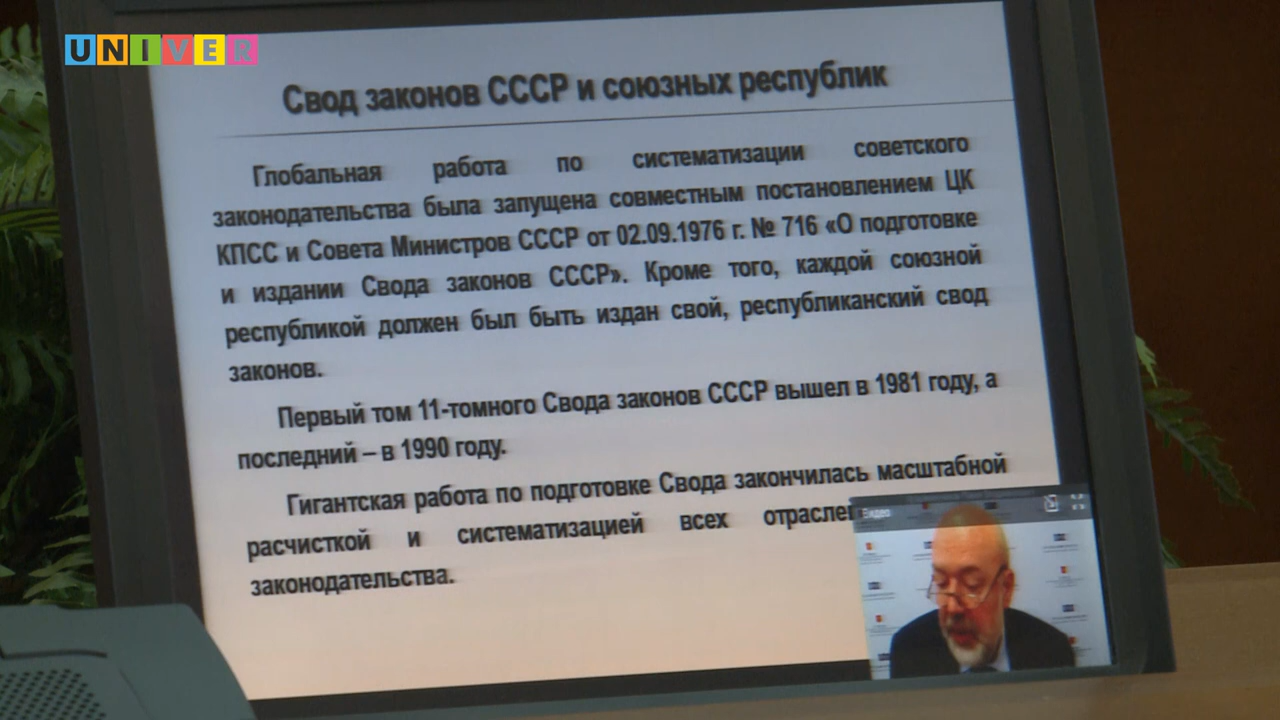 UNIVER
Свод законов СССР и союзных республик
Глобальная работа по систематизации советского
законодательства была запущена совместным постановлением ЦК
КПСС и Совета Министров СССР от 02.09.1976 г. № 716 «О подготовке
и издании Свода законов СССР». Кроме того, каждой союзной
республикой должен был быть издан свой, республиканский свод
законов.
Первый том 11-томного Свода законов СССР вышел в 1981 году, а
последний – в 1990 году.
Гигантская работа по подготовке Свода закончилась масштабной
расчисткой и систематизацией всех отрасле
законодательства.
Видео